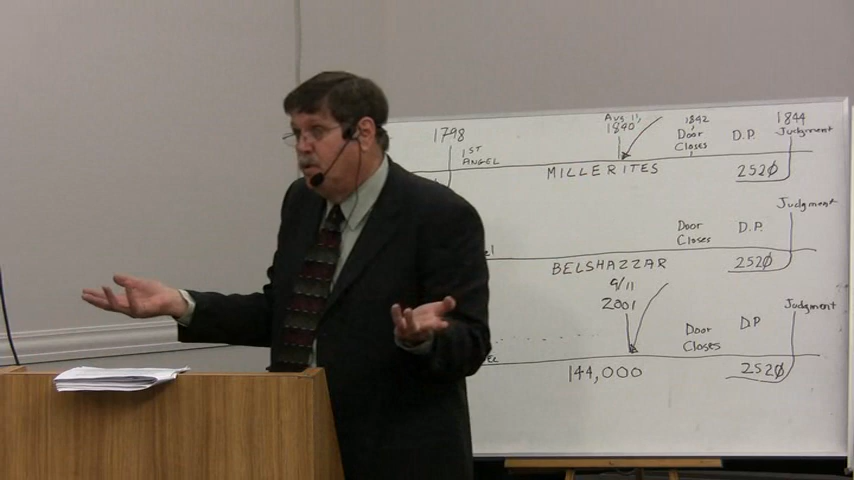 1798
Aug 11,
1840
1842
1844
1ST
ANGEL
Door
Closes
D.P.
Judgment
MILLERITES
2520
Door
Closes
D.P.
Judgment
BELSHAZZAR
2520
9/11
2001
Door
Closes
DP
Judgment
144,000
2520